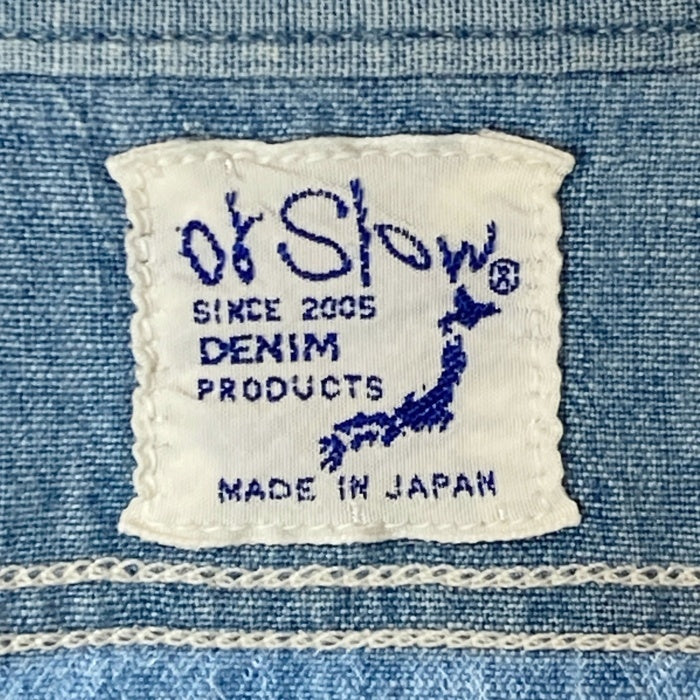 orSlow®
SINCE 2005
DENIM
PRODUCTS
MADE IN JAPAN